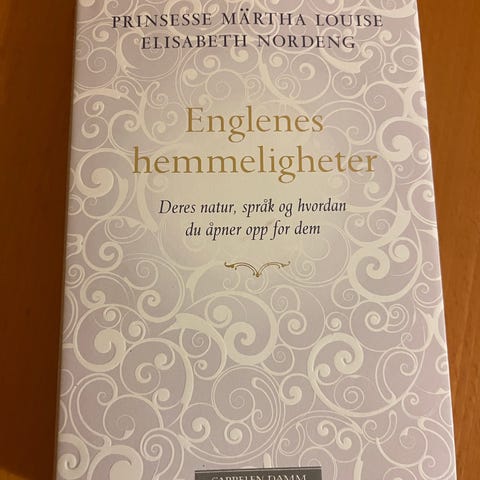 PRINSESSE MÄRTHA LOUISE
ELISABETH NORDENG
Englenes
hemmeligheter
Deres natur, språk og hvordan
du åpner opp for dem
CAPPELEN DAMM